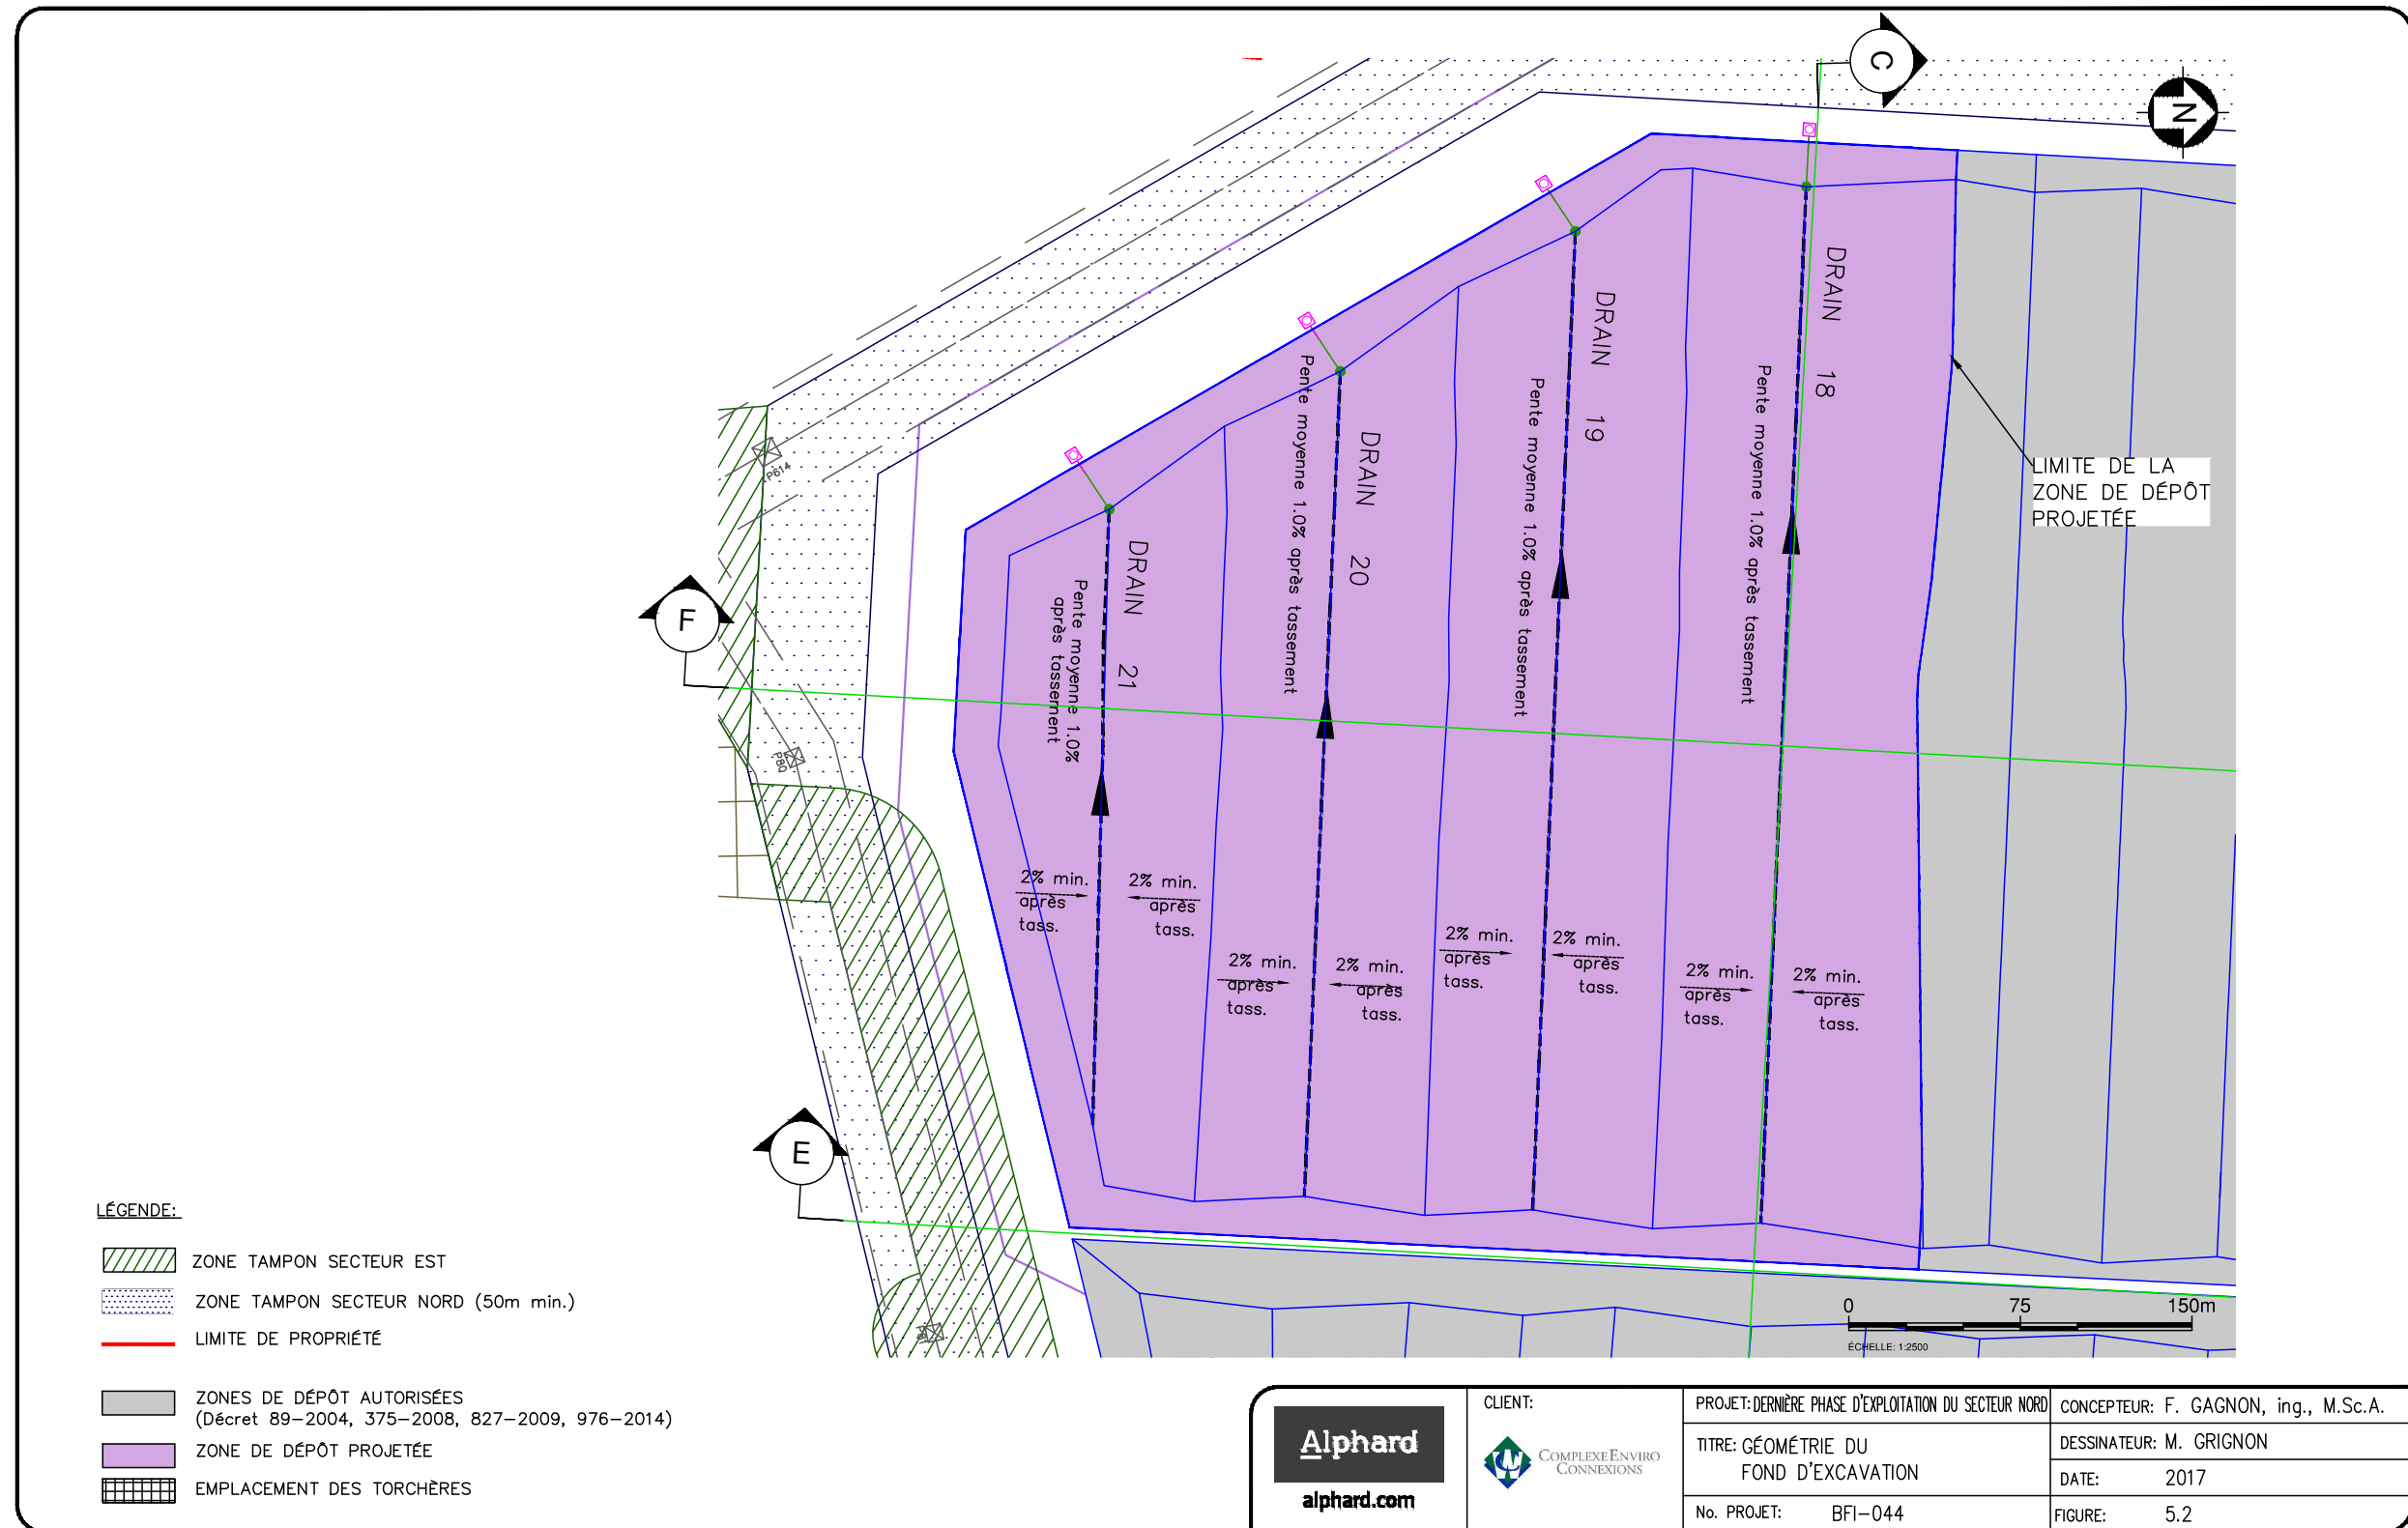 C
N
DRAIN 18
Pente moyenne 1.0% après tassement
DRAIN 19
Pente moyenne 1.0% après tassement
DRAIN 20
Pente moyenne 1.0% après tassement
DRAIN 21
Pente moyenne 1.0%
après tassement
LIMITE DE LA
ZONE DE DÉPÔT
PROJETÉE
P614
F
P80
E
2% min.
après
tass.
2% min.
après
tass.
2% min.
après
tass.
2% min.
après
tass.
2% min.
après
tass.
2% min.
après
tass.
2% min.
après
tass.
2% min.
après
tass.
0 75 150m
ÉCHELLE: 1:2500
LÉGENDE:
ZONE TAMPON SECTEUR EST
ZONE TAMPON SECTEUR NORD (50m min.)
LIMITE DE PROPRIÉTÉ
ZONES DE DÉPÔT AUTORISÉES
(Décret 89-2004, 375-2008, 827-2009, 976-2014)
ZONE DE DÉPÔT PROJETÉE
EMPLACEMENT DES TORCHÈRES
Alphard
alphard.com
CLIENT:
COMPLEXE ENVIRO
CONNEXIONS
PROJET: DERNIÈRE PHASE D'EXPLOITATION DU SECTEUR NORD
TITRE: GÉOMÉTRIE DU
FOND D'EXCAVATION
No. PROJET: BFI-044
CONCEPTEUR: F. GAGNON, ing., M.Sc.A.
DESSINATEUR: M. GRIGNON
DATE: 2017
FIGURE: 5.2